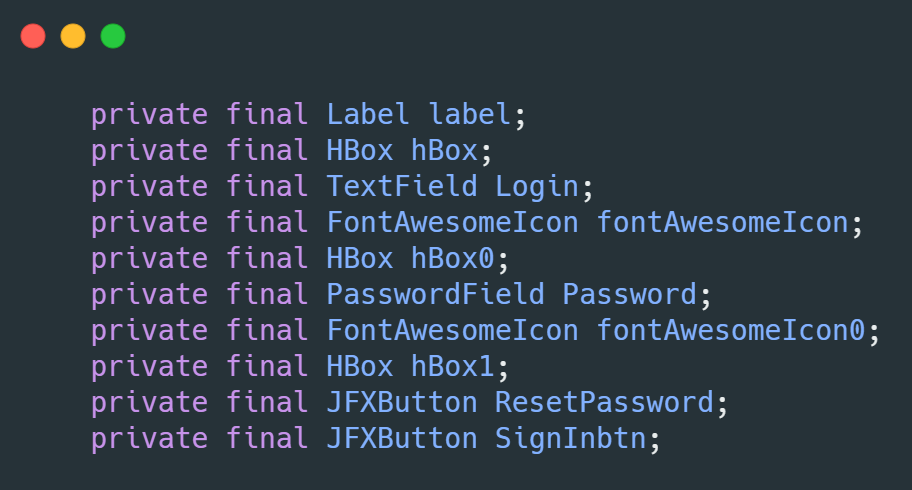 private final Label label;
private final HBox hBox;
private final TextField Login;
private final FontAwesomeIcon fontAwesomeIcon;
private final HBox hBox0;
private final PasswordField Password;
private final FontAwesomeIcon fontAwesomeIcon0;
private final HBox hBox1;
private final JFXButton ResetPassword;
private final JFXButton SignInbtn;